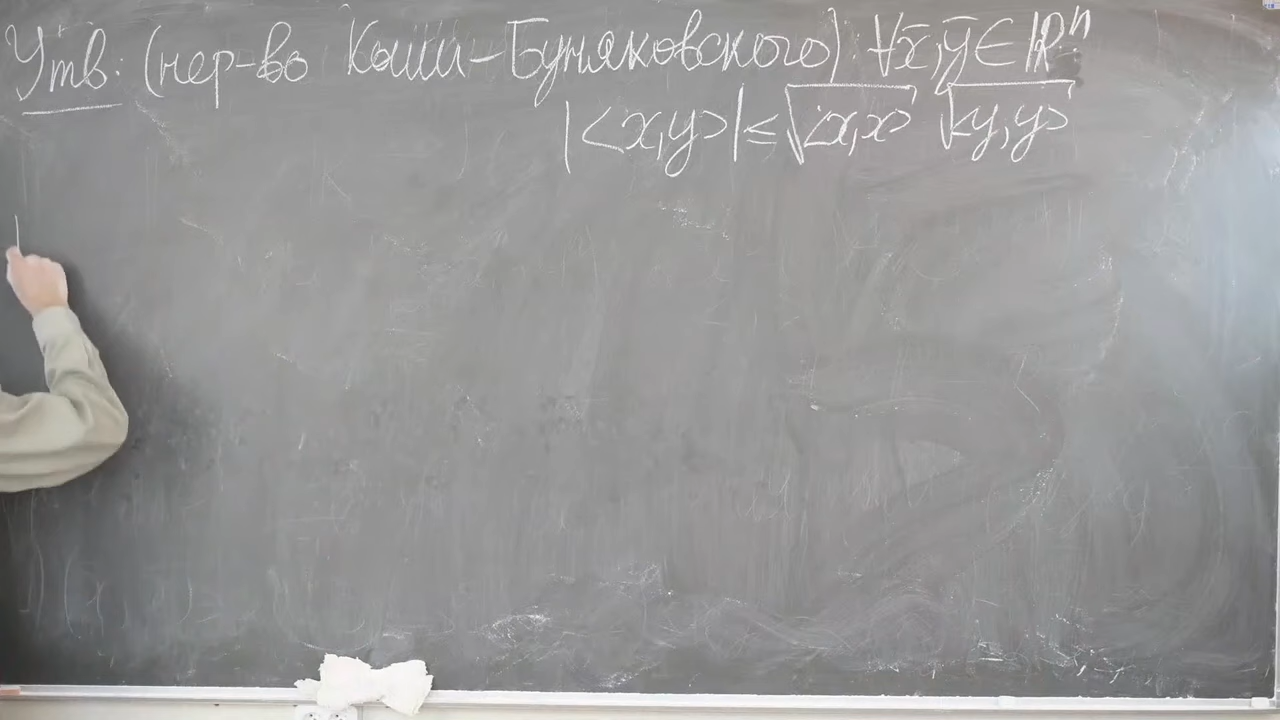 Утв. (нер-во Коши-Буняковского): ∀x̄,ȳ∈ℝⁿ
|<x,y>|≤√<x,x> √<y,y>